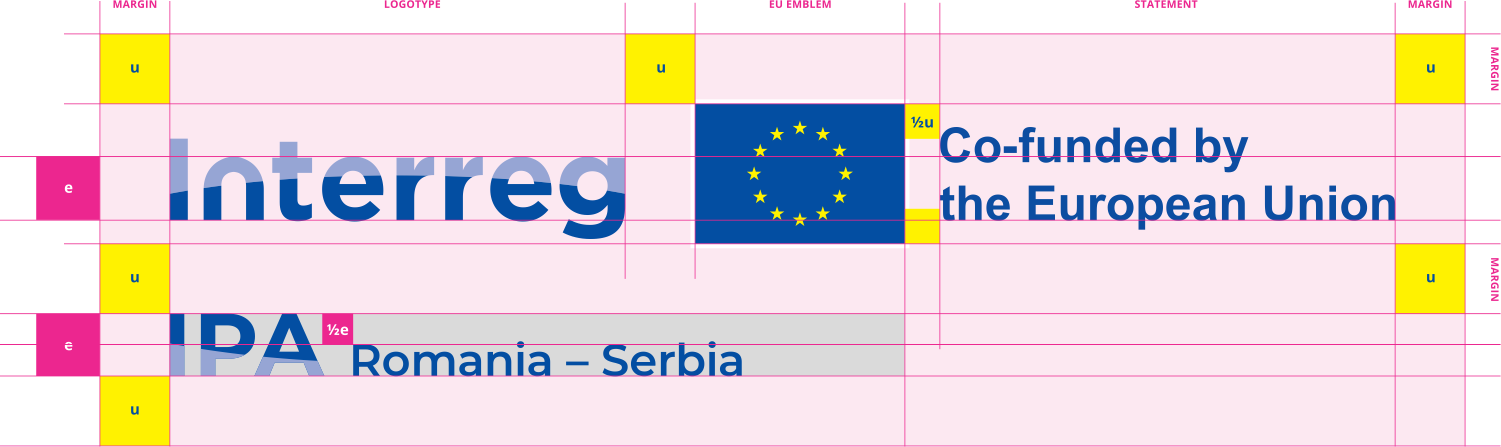 MARGIN LOGOTYPE EU EMBLEM STATEMENT MARGIN
u u u MARGIN
Interreg ½u Co-funded by
e the European Union
u u MARGIN
e IPA ½e Romania – Serbia
u